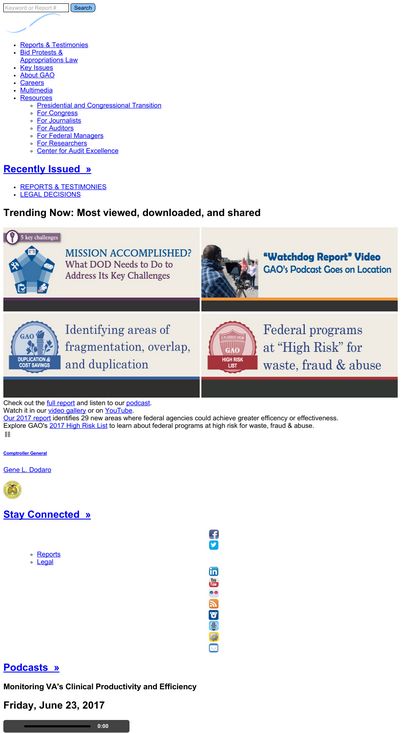 Keyword or Report #
Search
Reports & Testimonies
Bid Protests &
Appropriations Law
Key Issues
About GAO
Careers
Multimedia
Resources
Presidential and Congressional Transition
For Congress
For Journalists
For Auditors
For Federal Managers
For Researchers
Center for Audit Excellence
Recently Issued »
REPORTS & TESTIMONIES
LEGAL DECISIONS
Trending Now: Most viewed, downloaded, and shared
5 key challenges
MISSION ACCOMPLISHED?
What DOD Needs to Do to
Address Its Key Challenges
"Watchdog Report" Video
GAO's Podcast Goes on Location
GAO
DUPLICATION &
COST SAVINGS
Identifying areas of
fragmentation, overlap,
and duplication
GAO
HIGH RISK
LIST
Federal programs
at "High Risk" for
waste, fraud & abuse
Check out the full report and listen to our podcast.
Watch it in our video gallery or on YouTube.
Our 2017 report identifies 29 new areas where federal agencies could achieve greater efficency or effectiveness.
Explore GAO's 2017 High Risk List to learn about federal programs at high risk for waste, fraud & abuse.
Comptroller General
Gene L. Dodaro
Stay Connected »
Reports
Legal
Podcasts »
Monitoring VA's Clinical Productivity and Efficiency
Friday, June 23, 2017
0:00